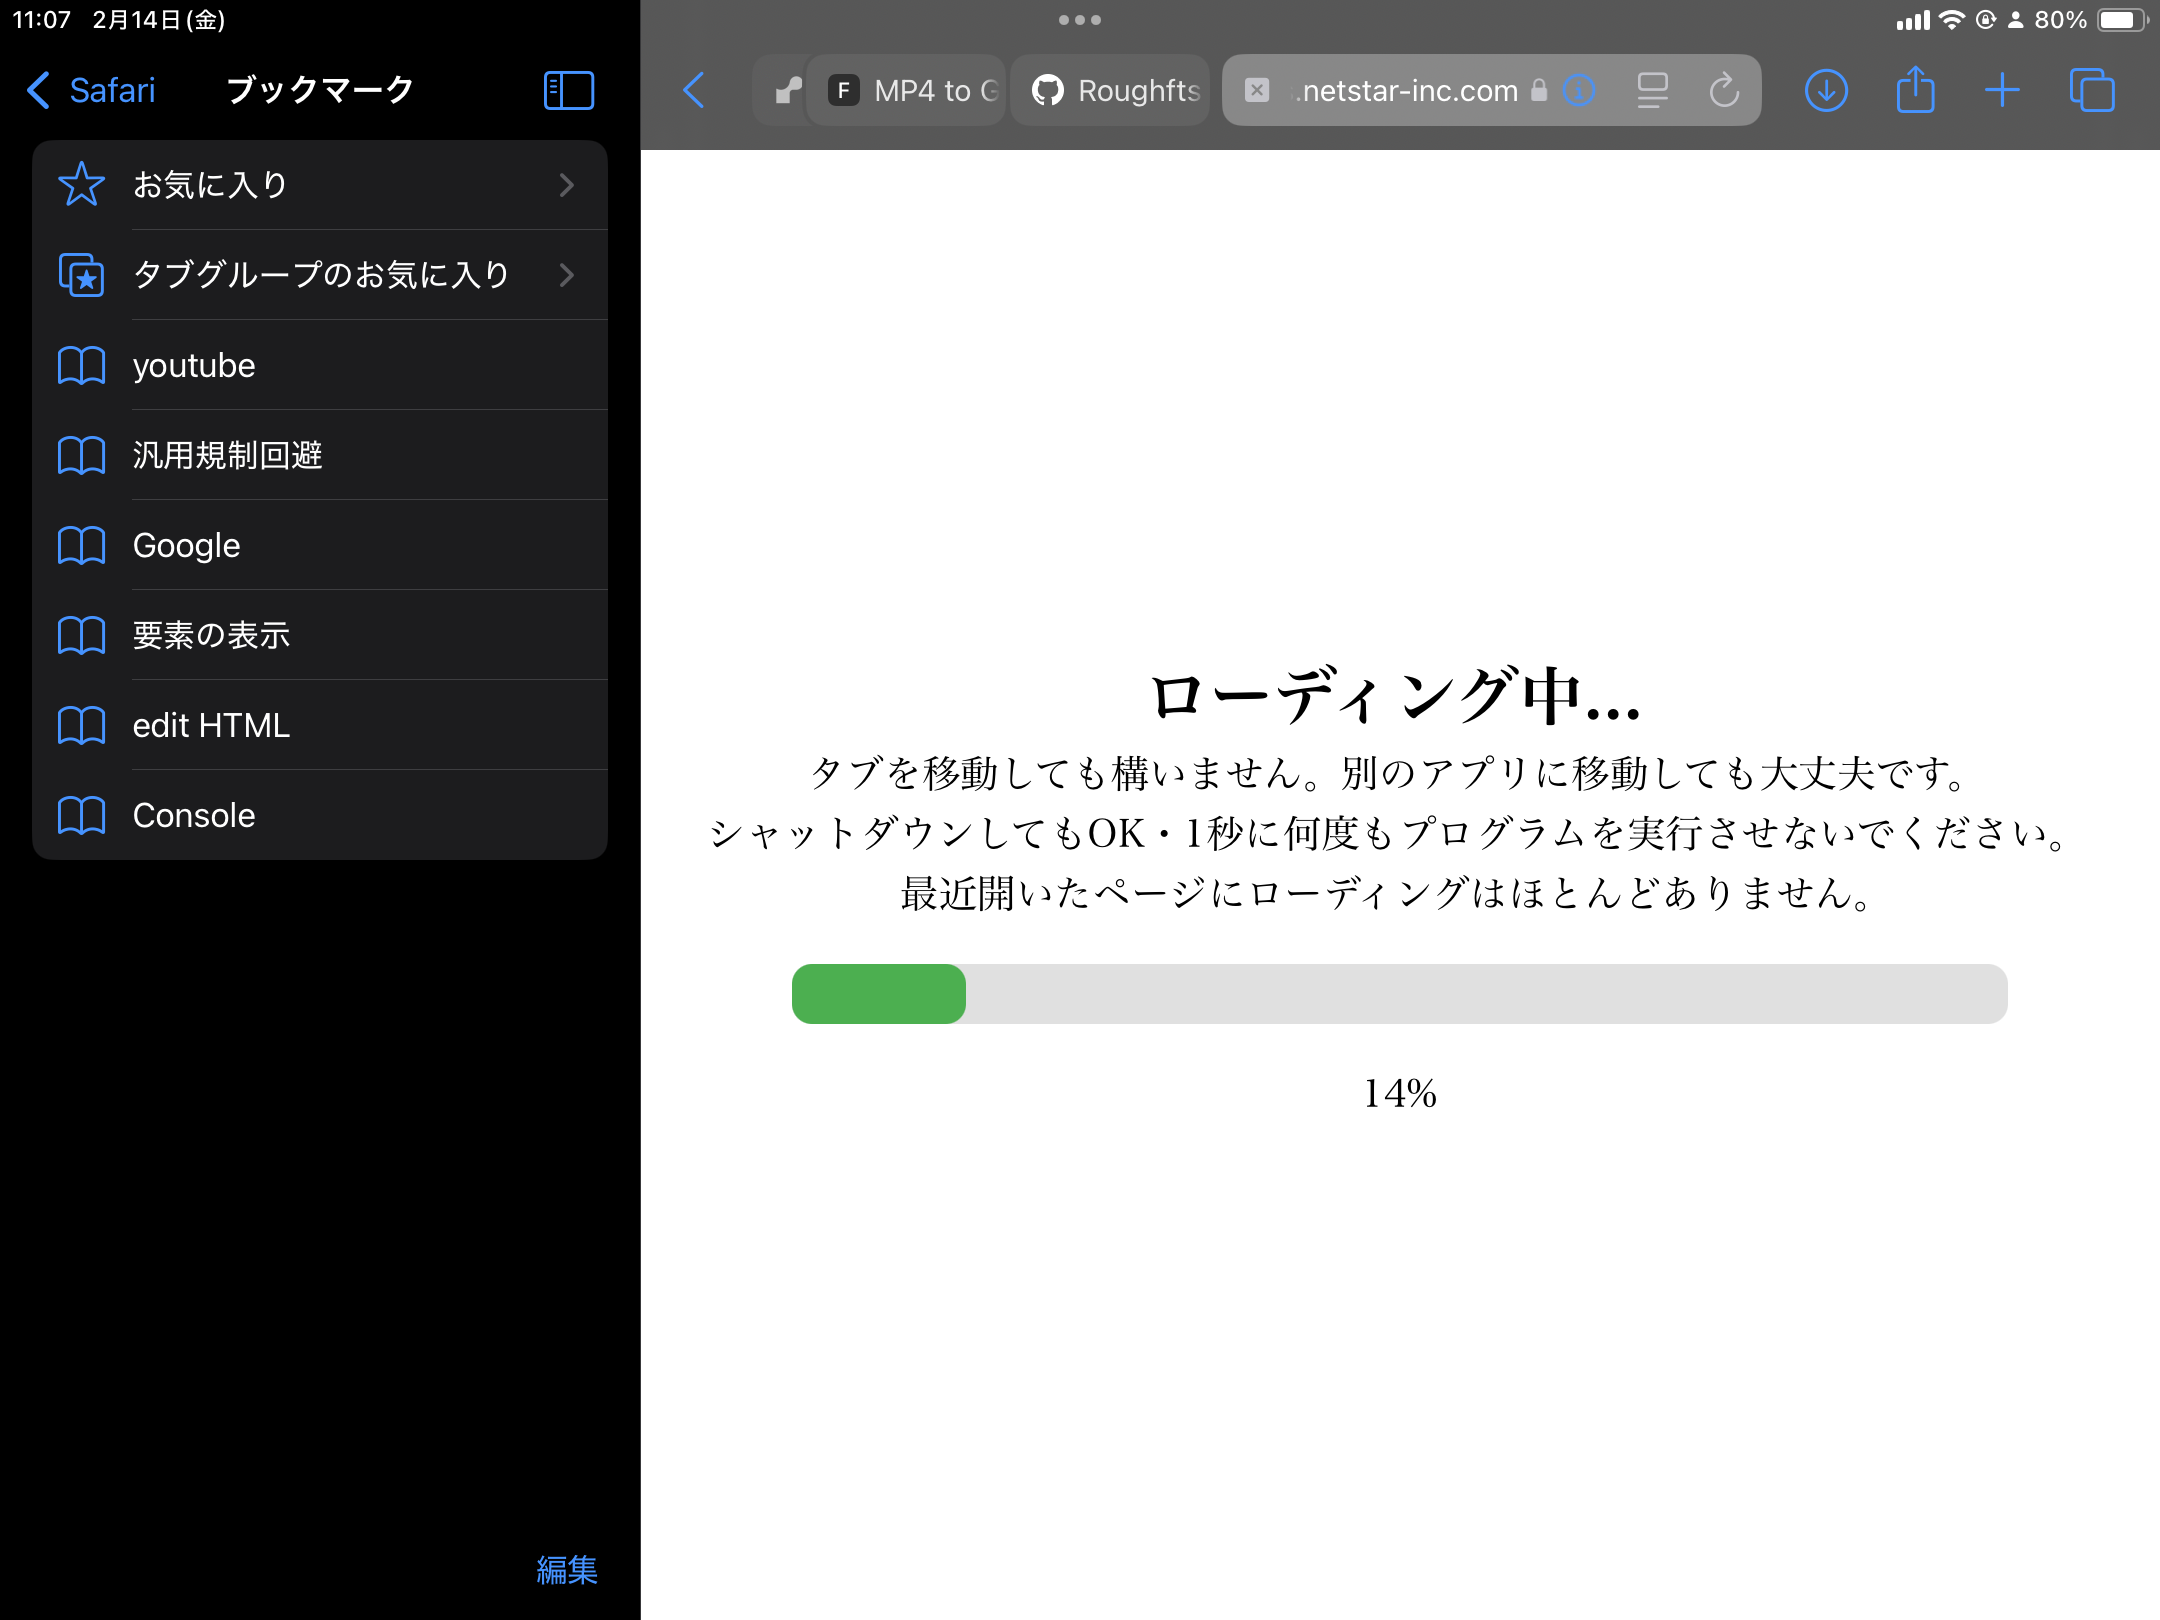 11:07 2月14日(金)
80%
Safari
ブックマーク
お気に入り
タブグループのお気に入り
youtube
汎用規制回避
Google
要素の表示
edit HTML
Console
編集
F MP4 to G
Roughfts
.netstar-inc.com
ローディング中...
タブを移動しても構いません。別のアプリに移動しても大丈夫です。
シャットダウンしてもOK・1秒に何度もプログラムを実行させないでください。
最近開いたページにローディングはほとんどありません。
14%